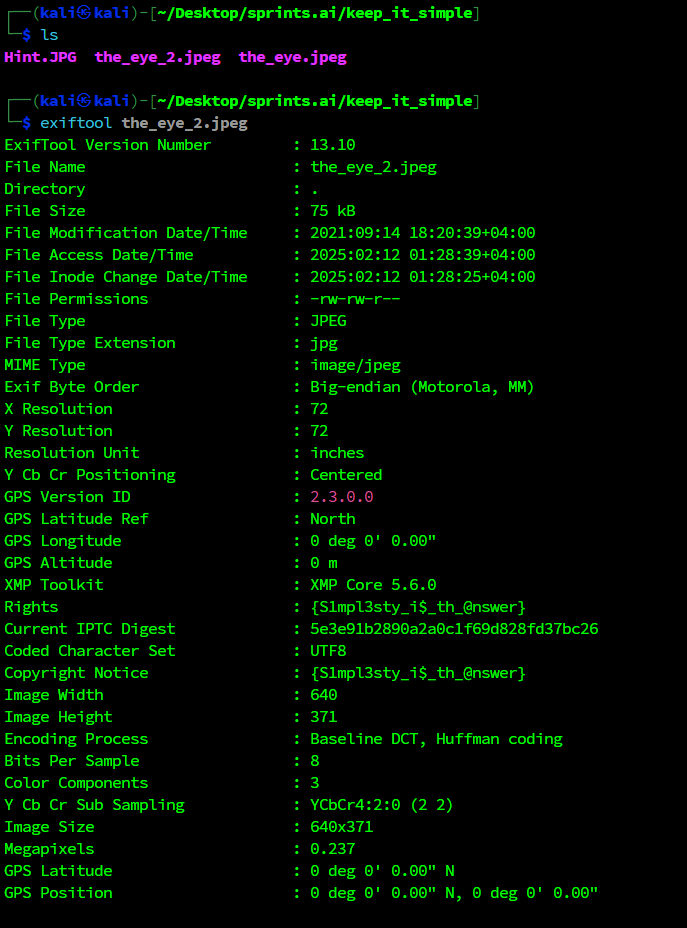 ┌──(kali㉿kali)-[~/Desktop/sprints.ai/keep_it_simple]
└─$ ls
Hint.JPG  the_eye_2.jpeg  the_eye.jpeg
┌──(kali㉿kali)-[~/Desktop/sprints.ai/keep_it_simple]
└─$ exiftool the_eye_2.jpeg
ExifTool Version Number         : 13.10
File Name                       : the_eye_2.jpeg
Directory                       : .
File Size                       : 75 kB
File Modification Date/Time     : 2021:09:14 18:20:39+04:00
File Access Date/Time           : 2025:02:12 01:28:39+04:00
File Inode Change Date/Time     : 2025:02:12 01:28:25+04:00
File Permissions                : -rw-rw-r--
File Type                       : JPEG
File Type Extension             : jpg
MIME Type                       : image/jpeg
Exif Byte Order                 : Big-endian (Motorola, MM)
X Resolution                    : 72
Y Resolution                    : 72
Resolution Unit                 : inches
Y Cb Cr Positioning             : Centered
GPS Version ID                  : 2.3.0.0
GPS Latitude Ref                : North
GPS Longitude                   : 0 deg 0' 0.00"
GPS Altitude                    : 0 m
XMP Toolkit                     : XMP Core 5.6.0
Rights                          : {S1mpl3sty_i$_th_@nswer}
Current IPTC Digest             : 5e3e91b2890a2a0c1f69d828fd37bc26
Coded Character Set             : UTF8
Copyright Notice                : {S1mpl3sty_i$_th_@nswer}
Image Width                     : 640
Image Height                    : 371
Encoding Process                : Baseline DCT, Huffman coding
Bits Per Sample                 : 8
Color Components                : 3
Y Cb Cr Sub Sampling            : YCbCr4:2:0 (2 2)
Image Size                      : 640x371
Megapixels                      : 0.237
GPS Latitude                    : 0 deg 0' 0.00" N
GPS Position                    : 0 deg 0' 0.00" N, 0 deg 0' 0.00"